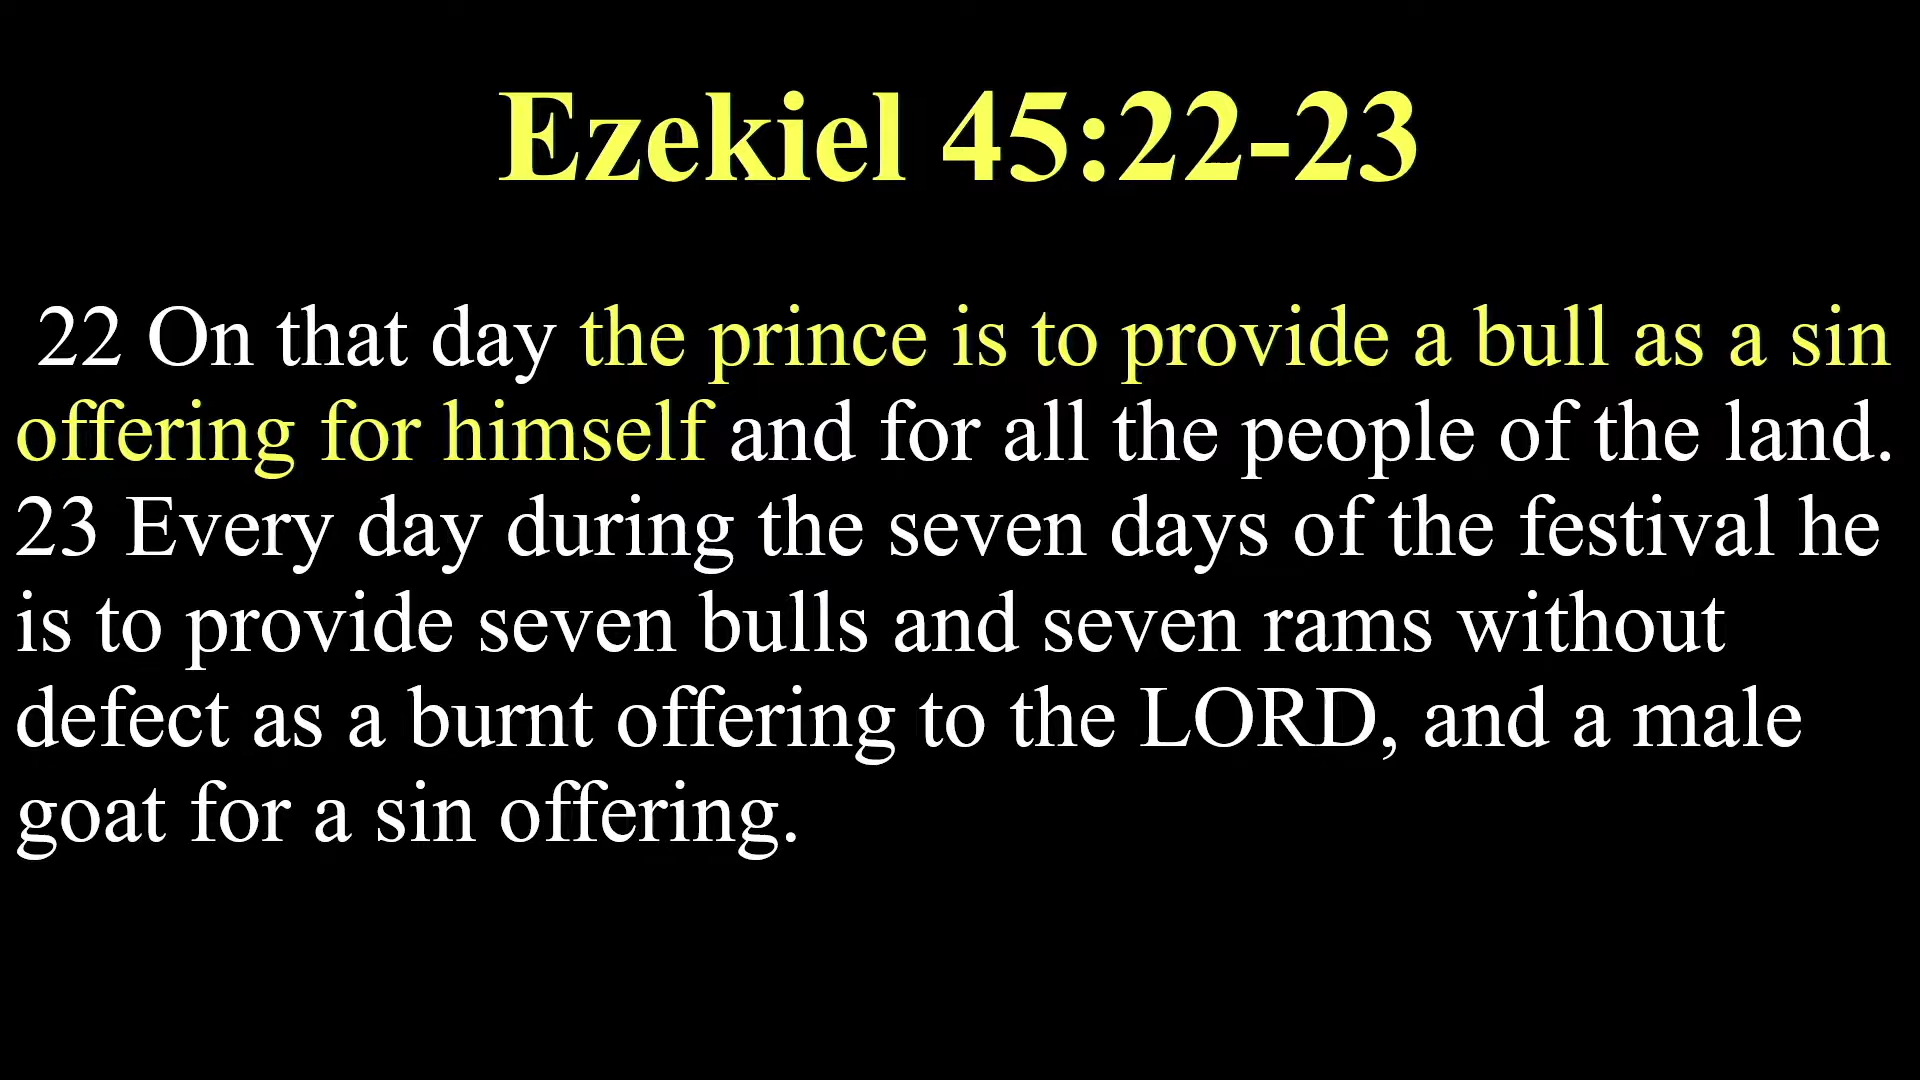 Ezekiel 45:22-23
22 On that day the prince is to provide a bull as a sin
offering for himself and for all the people of the land.
23 Every day during the seven days of the festival he
is to provide seven bulls and seven rams without
defect as a burnt offering to the LORD, and a male
goat for a sin offering.